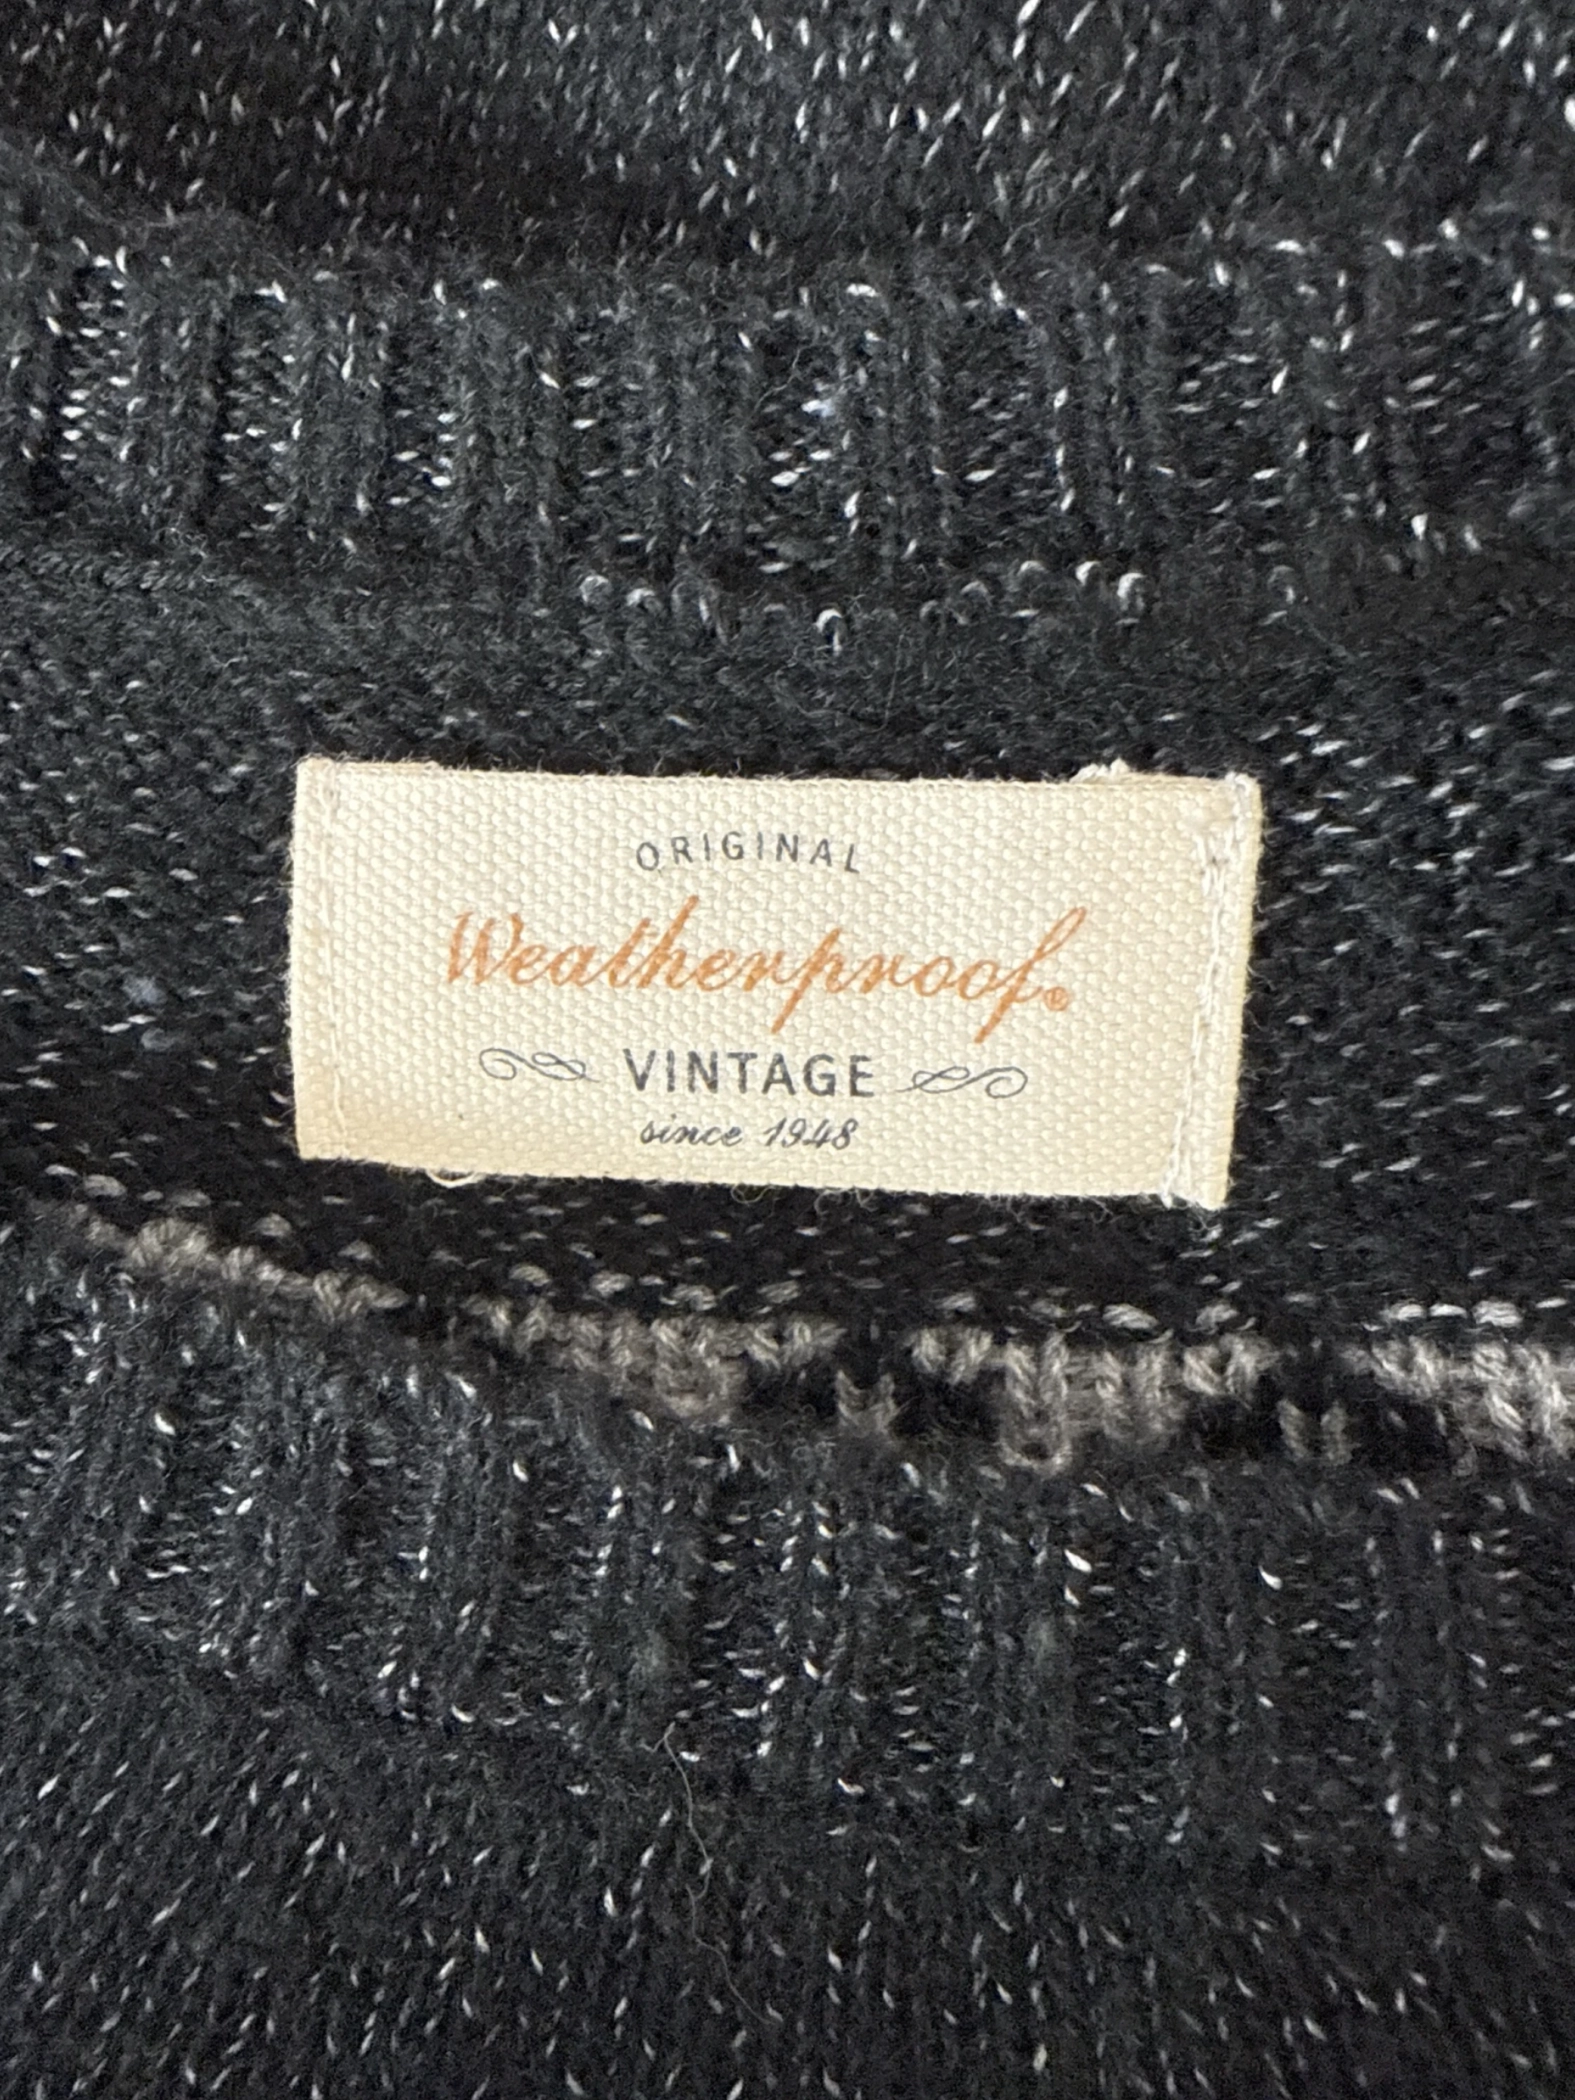 ORIGINAL
Weatherproof®
VINTAGE
since 1948